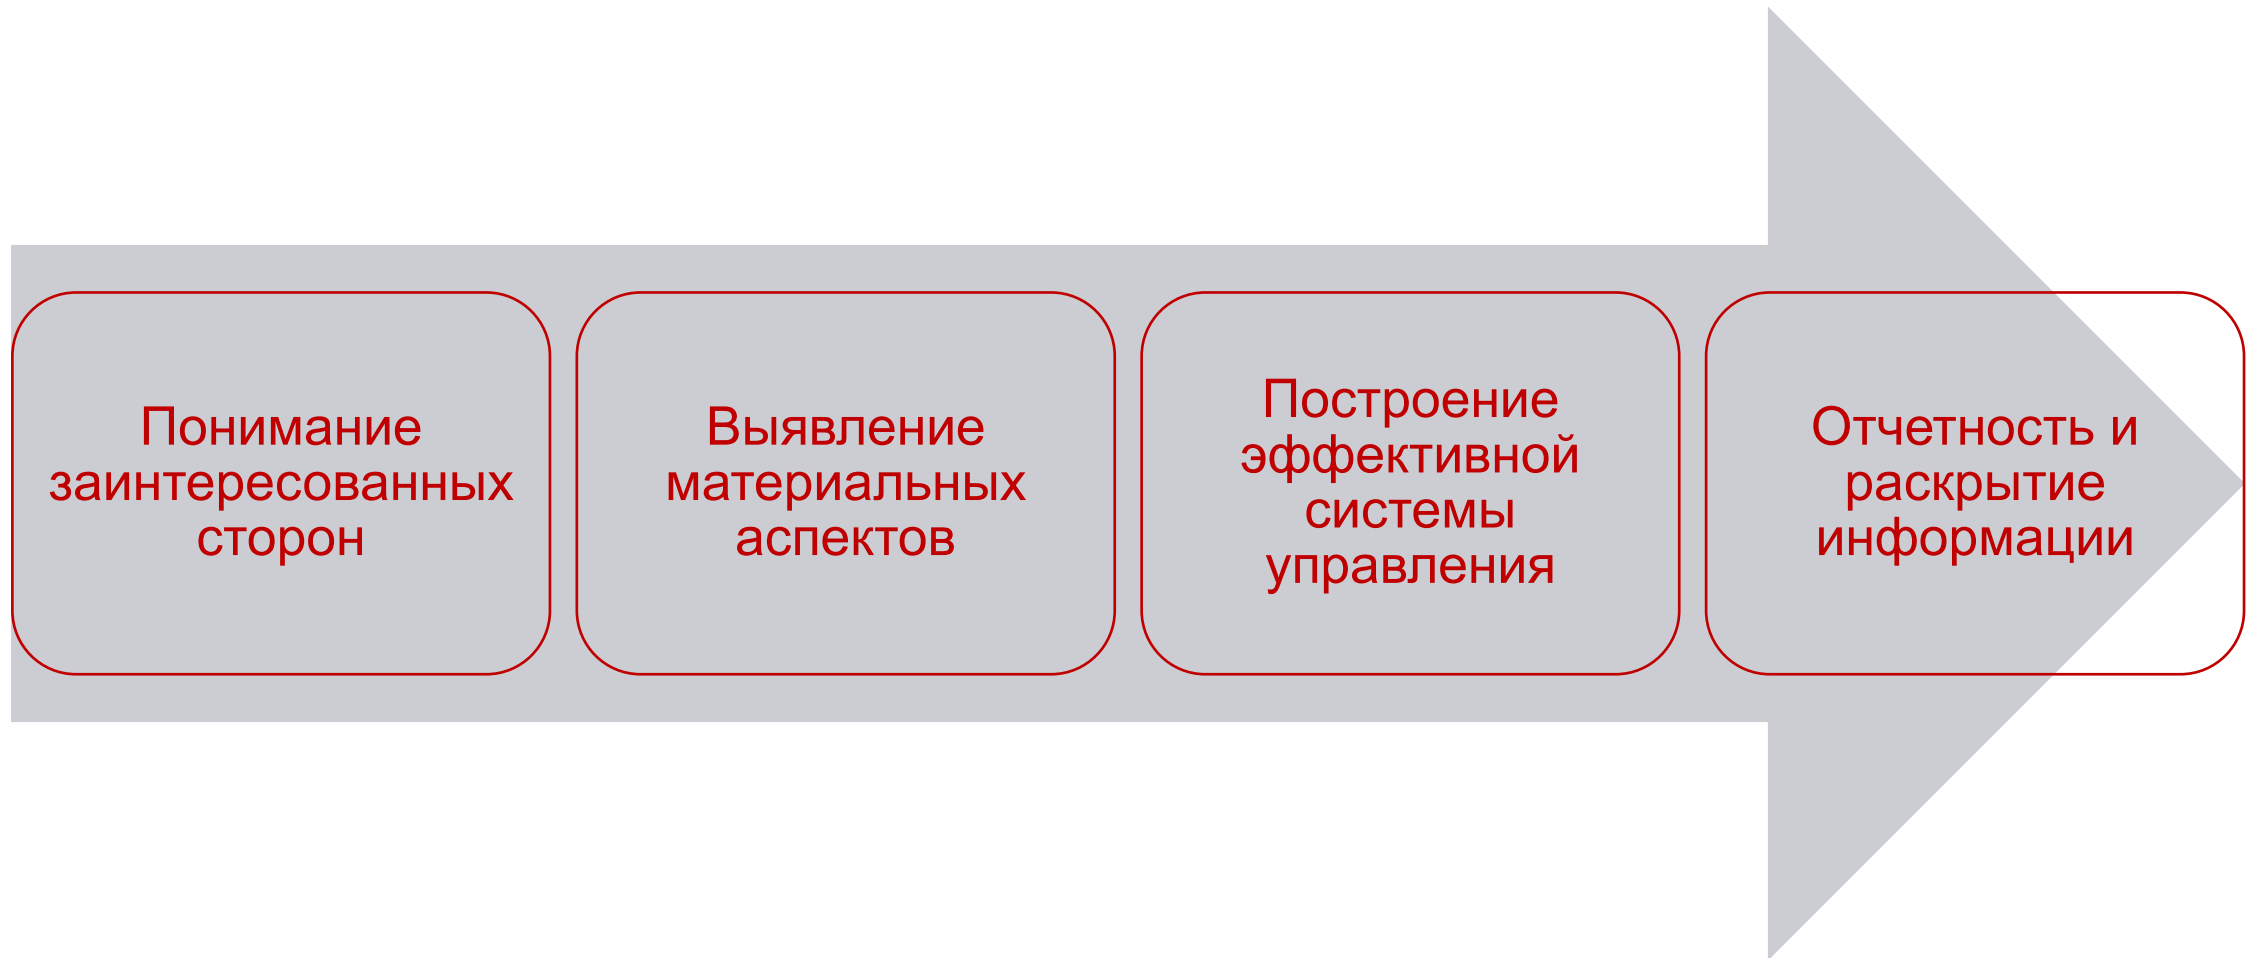 Понимание
заинтересованных
сторон
Выявление
материальных
аспектов
Построение
эффективной
системы
управления
Отчетность и
раскрытие
информации